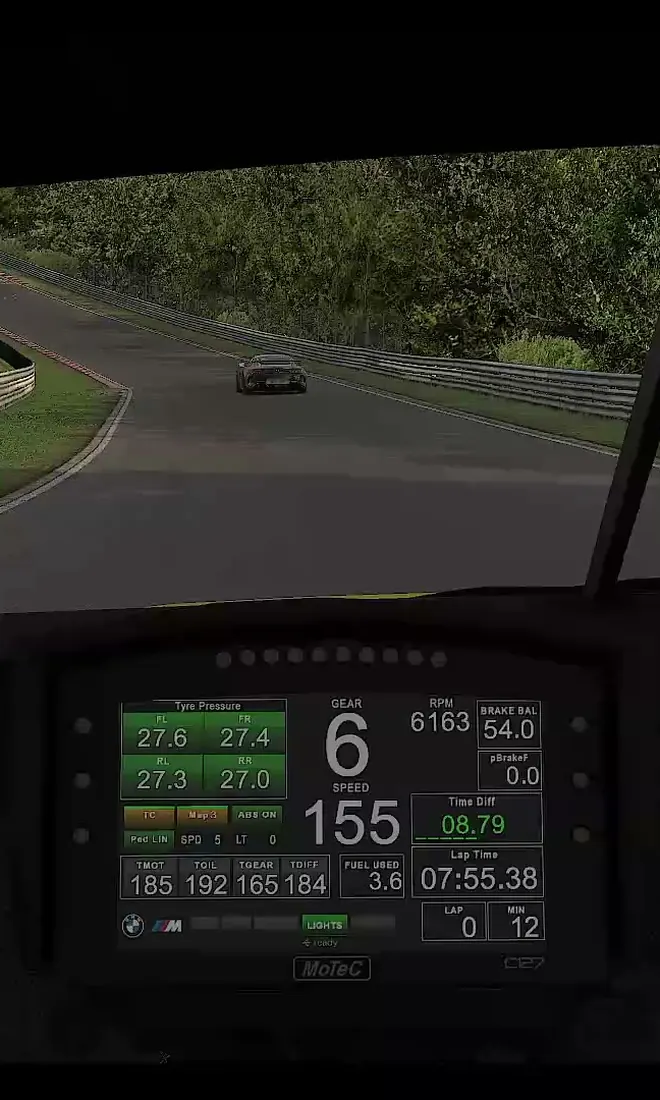 Tyre Pressure
FL FR
27.6 27.4
RL RR
27.3 27.0
TC Map 3 ABS ON
Ped LIN SPD 5 LT 0
GEAR
6
SPEED
155
RPM
6163
BRAKE BAL
54.0
pBrakeF
0.0
Time Diff
08.79
TMOT TOIL TGEAR TDIFF
185 192 165 184
FUEL USED
3.6
Lap Time
07:55.38
LAP MIN
0 12
M
LIGHTS
ready
MoTeC
C127